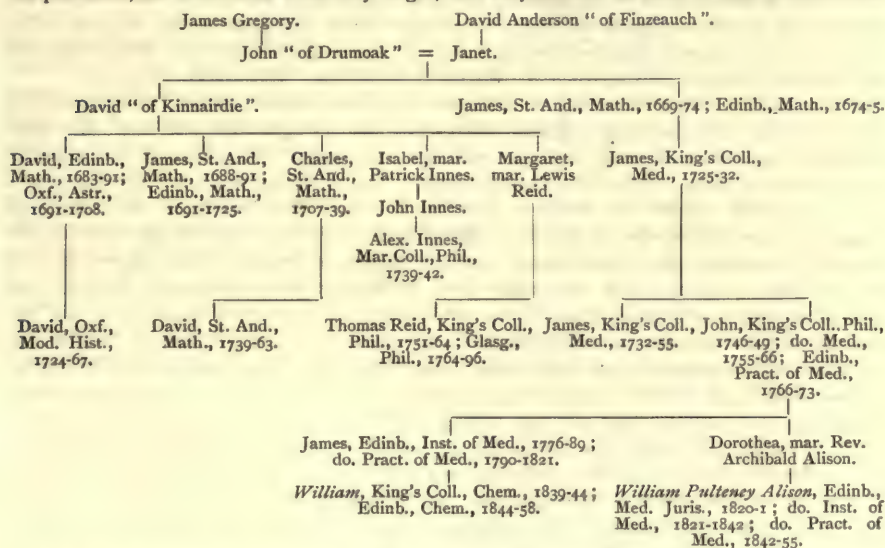 James Gregory. David Anderson “of Finzeauch”.
John “of Drumoak” = Janet.
David “of Kinnairdie”. James, St. And., Math., 1669-74; Edinb., Math., 1674-5.
David, Edinb.,
Math., 1683-91;
Oxf., Astr.,
1691-1708.
James, St. And.,
Math., 1688-91;
Edinb., Math.,
1691-1725.
Charles,
St. And.,
Math.,
1707-39.
Isabel, mar.
Patrick Innes.
John Innes.
Alex. Innes,
Mar. Coll., Phil.,
1739-42.
Margaret,
mar. Lewis
Reid.
James, King's Coll.,
Med., 1725-32.
David, Oxf.,
Mod. Hist.,
1724-67.
David, St. And.,
Math., 1739-63.
Thomas Reid, King's Coll.,
Phil., 1751-64; Glasg.,
Phil., 1764-96.
James, King's Coll.,
Med., 1732-55.
John, King's Coll., Phil.,
1746-49; do. Med.,
1755-66; Edinb.,
Pract. of Med.,
1766-73.
James, Edinb., Inst. of Med., 1776-89;
do. Pract. of Med., 1790-1821.
Dorothea, mar. Rev.
Archibald Alison.
William, King's Coll., Chem., 1839-44;
Edinb., Chem., 1844-58.
William Pulteney Alison, Edinb.,
Med. Juris., 1820-1; do. Inst. of
Med., 1821-1842; do. Pract. of
Med., 1842-55.